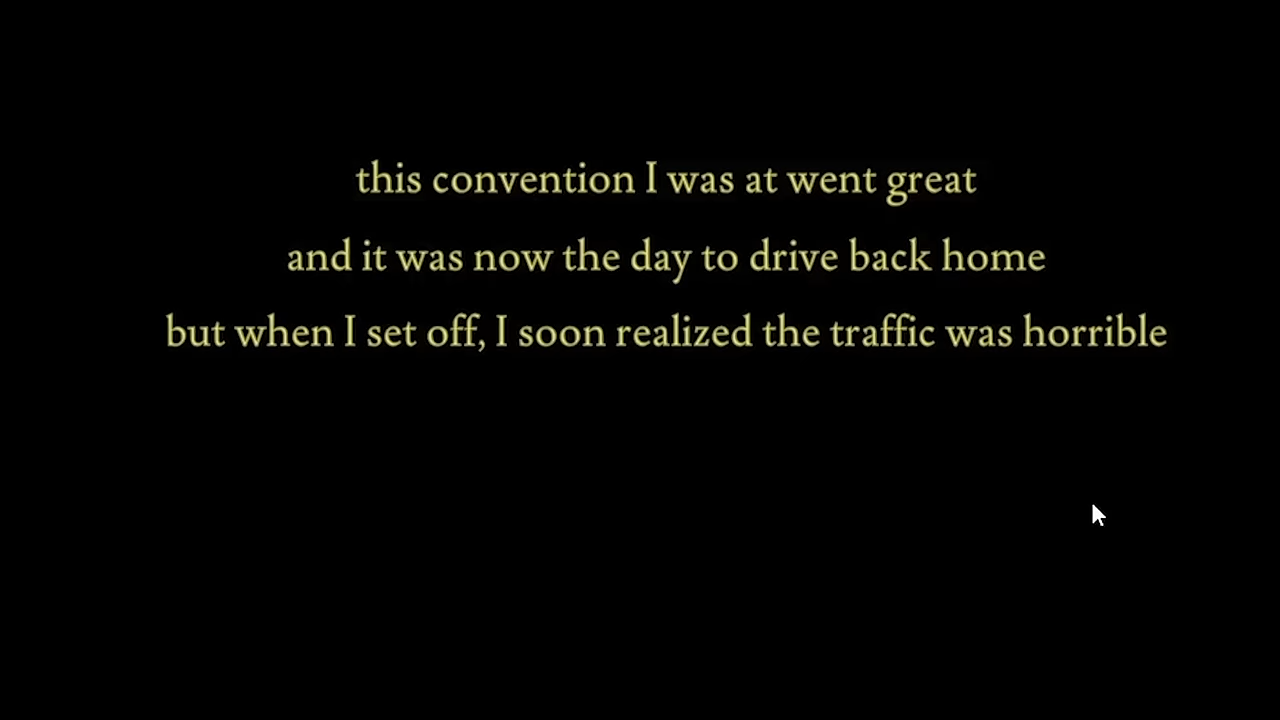 this convention I was at went great
and it was now the day to drive back home
but when I set off, I soon realized the traffic was horrible